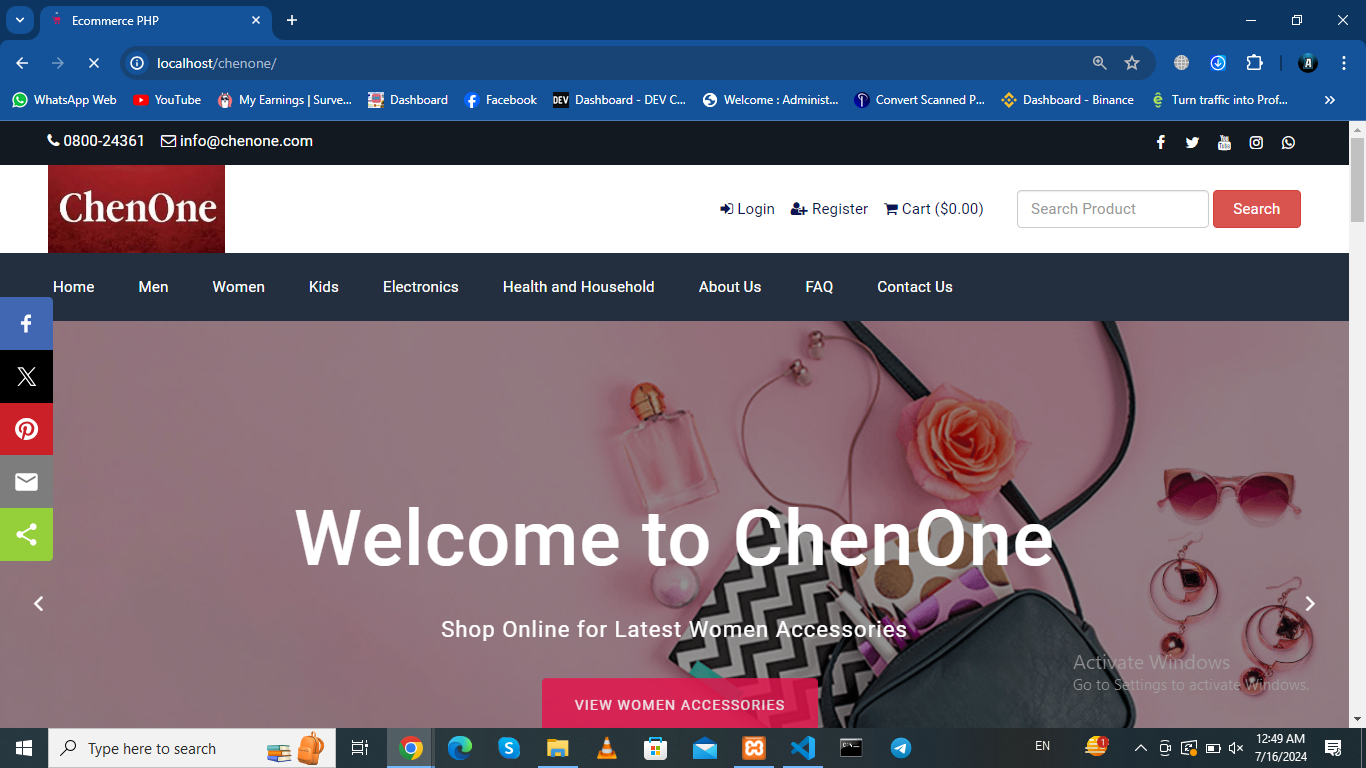 Ecommerce PHP
localhost/chenone/
WhatsApp Web YouTube My Earnings | Surve... Dashboard Facebook DEV Dashboard - DEV C... Welcome : Administ... Convert Scanned P... Dashboard - Binance Turn traffic into Prof...
0800-24361 info@chenone.com
ChenOne
Login Register Cart ($0.00) Search Product Search
Home Men Women Kids Electronics Health and Household About Us FAQ Contact Us
Welcome to ChenOne
Shop Online for Latest Women Accessories
Activate Windows
Go to Settings to activate Windows.
VIEW WOMEN ACCESSORIES
Type here to search
EN
1
12:49 AM
7/16/2024